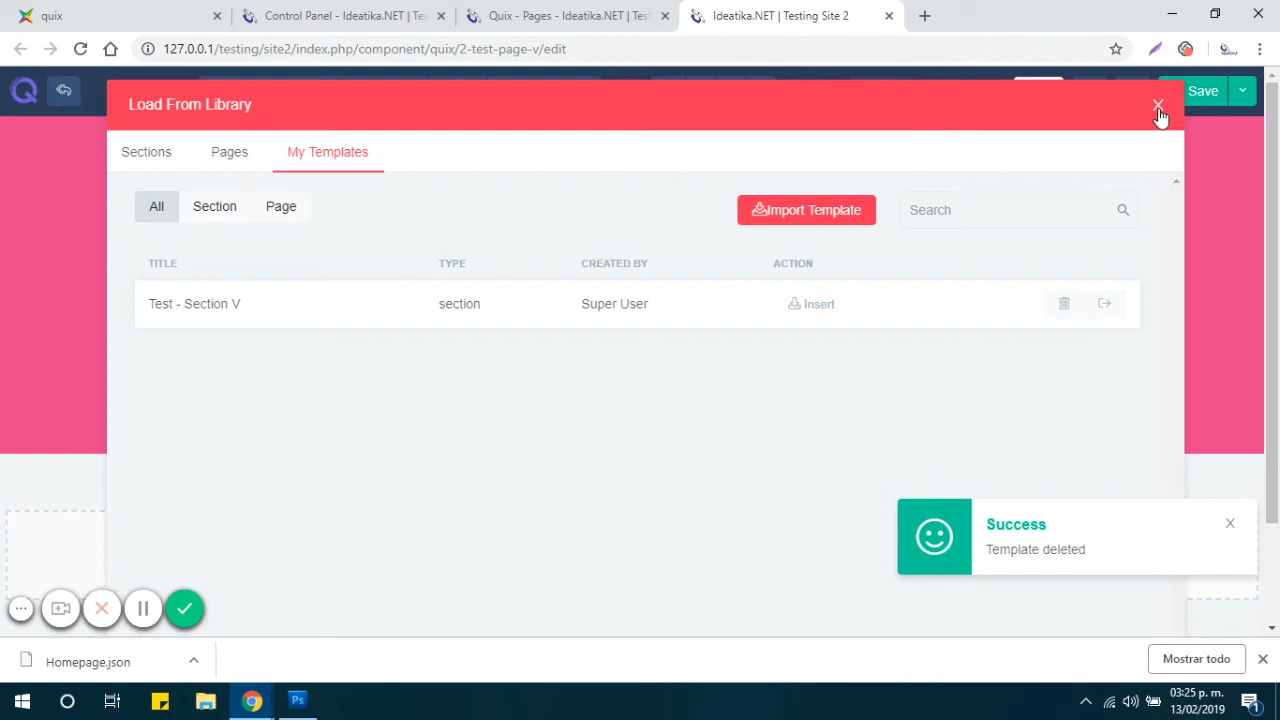 quix
Control Panel - Ideatika.NET | Tes
Quix - Pages - Ideatika.NET | Test
Ideatika.NET | Testing Site 2
127.0.0.1/testing/site2/index.php/component/quix/2-test-page-v/edit
Save
Load From Library
Sections
Pages
My Templates
All
Section
Page
Import Template
Search
TITLE
TYPE
CREATED BY
ACTION
Test - Section V
section
Super User
Insert
Success
Template deleted
Homepage.json
Mostrar todo
Ps
03:25 p. m.
13/02/2019
1